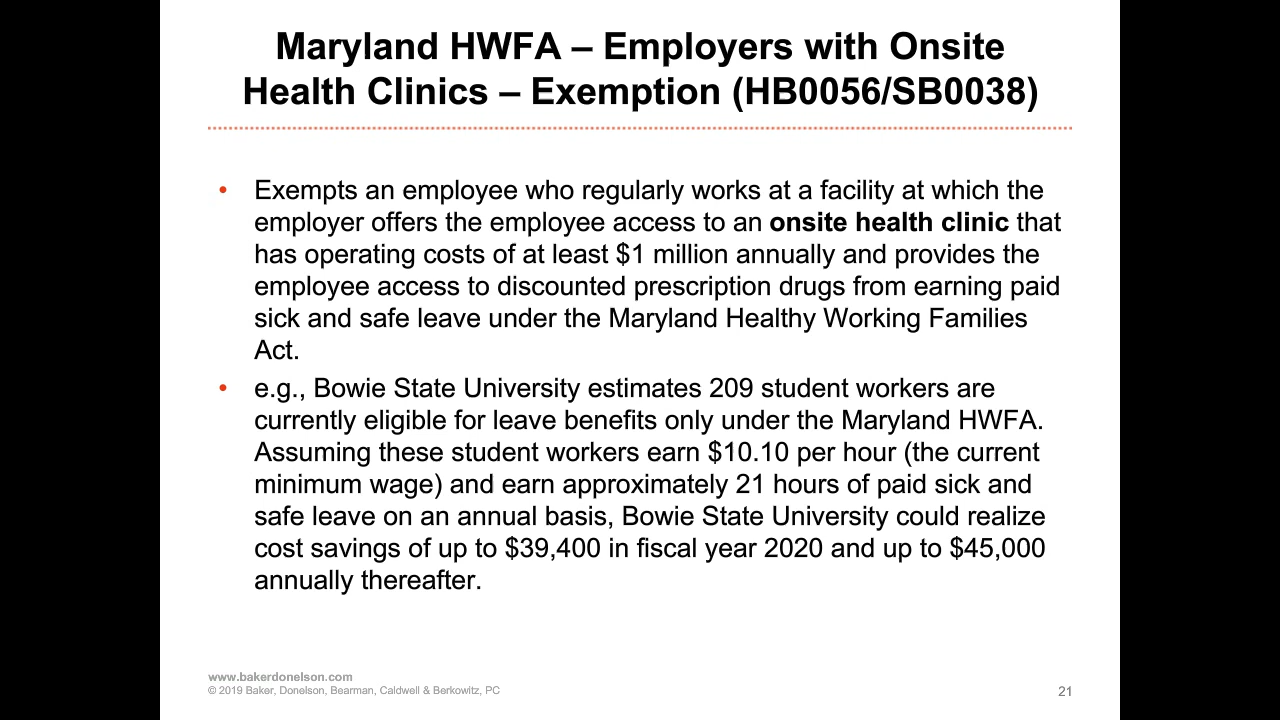 Maryland HWFA – Employers with Onsite
Health Clinics – Exemption (HB0056/SB0038)
• Exempts an employee who regularly works at a facility at which the
employer offers the employee access to an onsite health clinic that
has operating costs of at least $1 million annually and provides the
employee access to discounted prescription drugs from earning paid
sick and safe leave under the Maryland Healthy Working Families
Act.
• e.g., Bowie State University estimates 209 student workers are
currently eligible for leave benefits only under the Maryland HWFA.
Assuming these student workers earn $10.10 per hour (the current
minimum wage) and earn approximately 21 hours of paid sick and
safe leave on an annual basis, Bowie State University could realize
cost savings of up to $39,400 in fiscal year 2020 and up to $45,000
annually thereafter.
www.bakerdonelson.com
© 2019 Baker, Donelson, Bearman, Caldwell & Berkowitz, PC
21